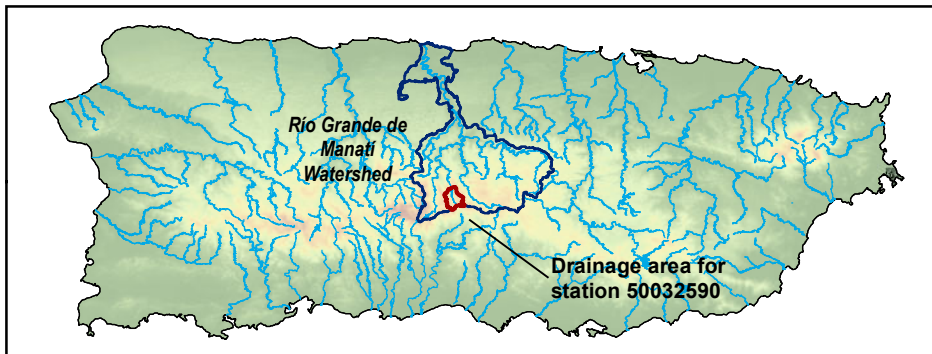 Río Grande de
Manatí
Watershed
Drainage area for
station 50032590